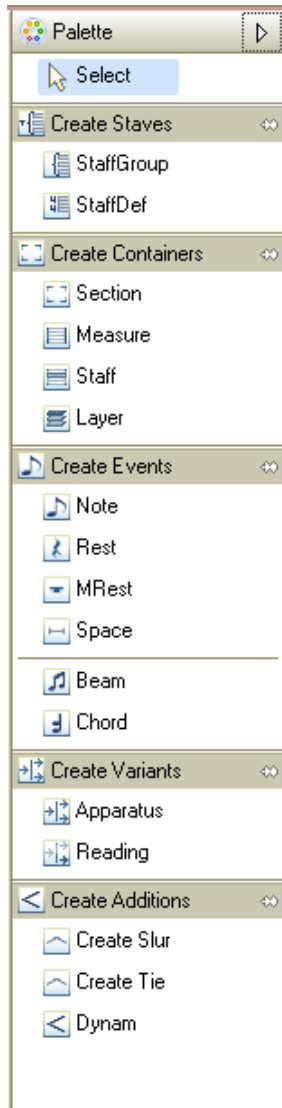 Palette
Select
Create Staves
StaffGroup
StaffDef
Create Containers
Section
Measure
Staff
Layer
Create Events
Note
Rest
MRest
Space
Beam
Chord
Create Variants
Apparatus
Reading
Create Additions
Create Slur
Create Tie
Dynam